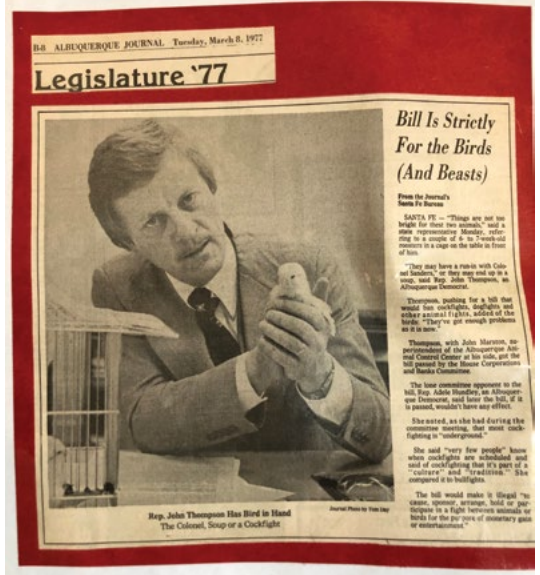 B-8 ALBUQUERQUE JOURNAL Tuesday, March 8, 1977
Legislature '77
Bill Is Strictly
For the Birds
(And Beasts)
From the Journal's
Santa Fe Bureau
SANTA FE — "Things are not too
bright for these two animals," said a
state representative Monday, refer-
ring to a couple of 6- to 7-week-old
roosters in a cage on the table in front
of him.
"They may have a run-in with Colo-
nel Sanders," or they may end up in a
soup, said Rep. John Thompson, an
Albuquerque Democrat.
Thompson, pushing for a bill that
would ban cockfights, dogfights and
other animal fights, added of the
birds: "They've got enough problems
as it is now."
Thompson, with John Marston, su-
perintendent of the Albuquerque Ani-
mal Control Center at his side, got the
bill passed by the House Corporations
and Banks Committee.
The lone committee opponent to the
bill, Rep. Adele Hundley, an Albuquer-
que Democrat, said later the bill, if it
is passed, wouldn't have any effect.
She noted, as she had during the
committee meeting, that most cock-
fighting is "underground."
She said "very few people" know
when cockfights are scheduled and
said of cockfighting that it's part of a
"culture" and "tradition." She
compared it to bullfights.
The bill would make it illegal "to
cause, sponsor, arrange, hold or par-
ticipate in a fight between animals or
birds for the purpose of monetary gain
or entertainment."
Journal Photo by Tom Day
Rep. John Thompson Has Bird in Hand
The Colonel, Soup or a Cockfight